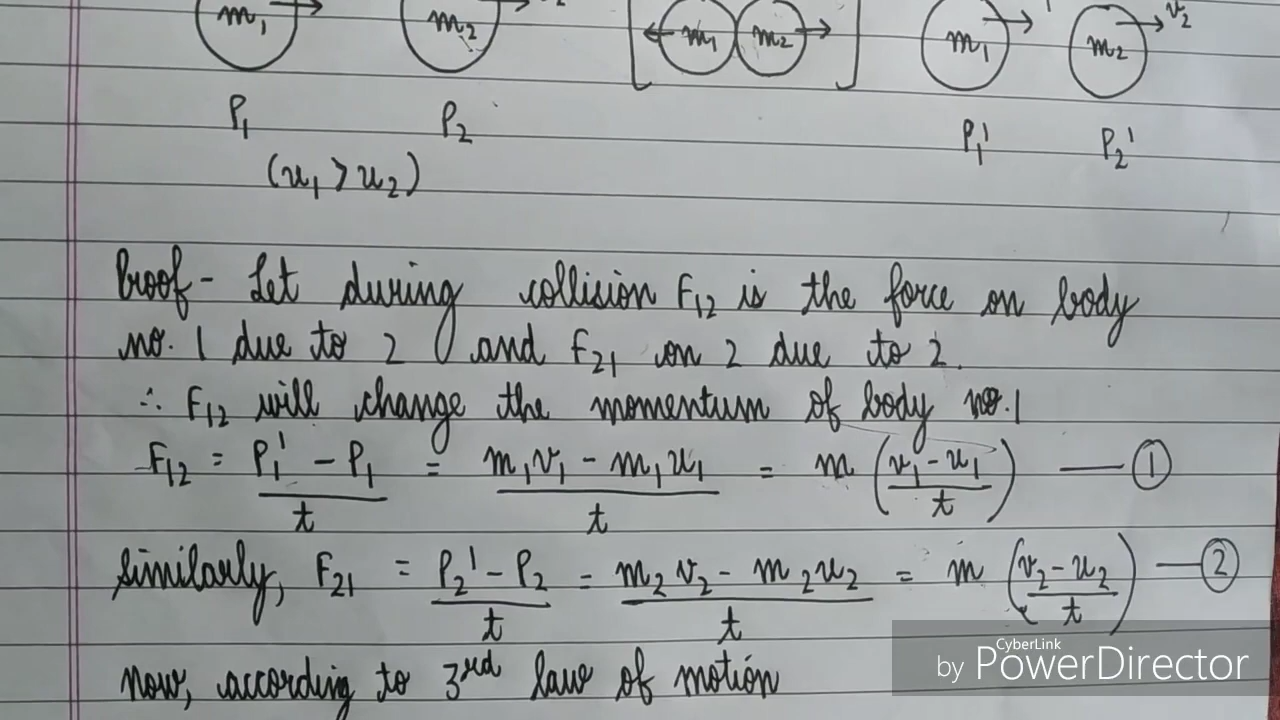 m₁ m₂ m₁ m₂ m₁ m₂ v₂
P₁ P₂ P₁' P₂'
(u₁ > u₂)
Proof - Let during collision F₁₂ is the force on body
no. 1 due to 2 and F₂₁ on 2 due to 2.
∴ F₁₂ will change the momentum of body no. 1
F₁₂ = (P₁' - P₁)/t = (m₁v₁ - m₁u₁)/t = m ((v₁ - u₁)/t) — ①
Similarly, F₂₁ = (P₂' - P₂)/t = (m₂v₂ - m₂u₂)/t = m ((v₂ - u₂)/t) — ②
Now, according to 3rd law of motion
CyberLink
by PowerDirector